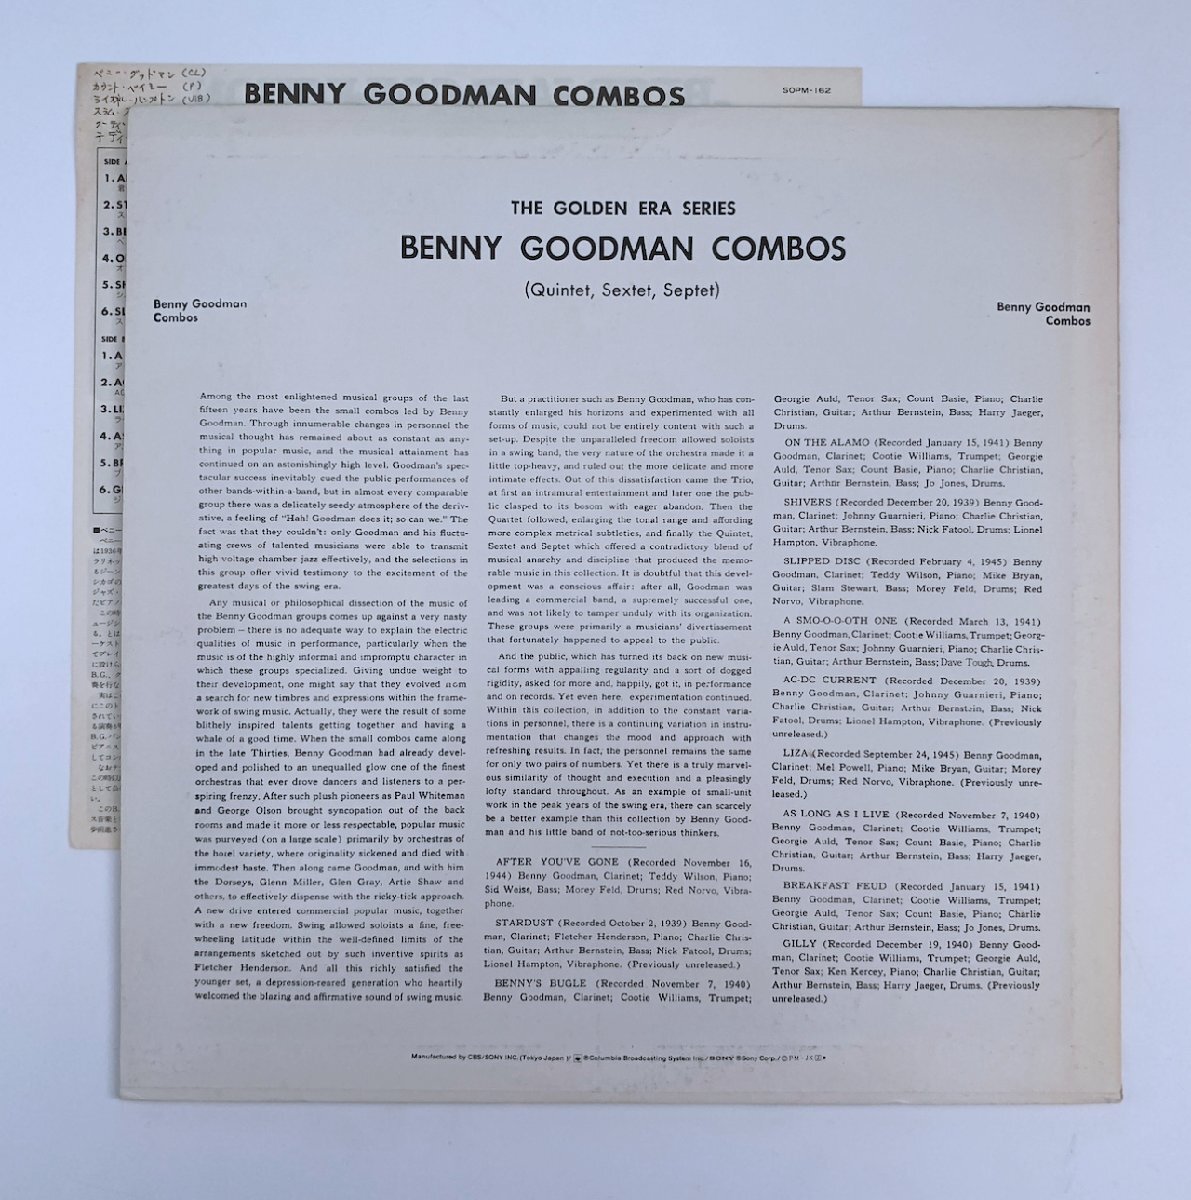 ベニー・グッドマン (CL)
カウント・ベイシー (P)
ライオネル・ハンプトン (VIB)
BENNY GOODMAN COMBOS
SOPM-162
SIDE
1.A
2.ST
3.BE
4.O
5.SH
6.SL
SIDE
1.A
2.AC
3.LI
4.AS
5.BR
6.GI
THE GOLDEN ERA SERIES
BENNY GOODMAN COMBOS
(Quintet, Sextet, Septet)
Benny Goodman
Combos
Benny Goodman
Combos
Among the most enlightened musical groups of the last
fifteen years have been the small combos led by Benny
Goodman. Through innumerable changes in personnel the
musical thought has remained about as constant as any-
thing in popular music, and the musical attainment has
continued on an astonishingly high level. Goodman's spec-
tacular success inevitably cued the public performances of
other bands-within-a-band, but in almost every comparable
group there was a delicately seedy atmosphere of the deriv-
ative, a feeling of "Hah! Goodman does it; so can we." The
fact was that they couldn't: only Goodman and his fluctu-
ating crews of talented musicians were able to transmit
high voltage chamber jazz effectively, and the selections in
this group offer vivid testimony to the excitement of the
greatest days of the swing era.
Any musical or philosophical dissection of the music of
the Benny Goodman groups comes up against a very nasty
problem — there is no adequate way to explain the electric
qualities of music in performance, particularly when the
music is of the highly informal and impromptu character in
which these groups specialized. Giving undue weight to
their development, one might say that they evolved from
a search for new timbres and expressions within the frame-
work of swing music. Actually, they were the result of some
blithely inspired talents getting together and having a
whale of a good time. When the small combos came along
in the late Thirties, Benny Goodman had already devel-
oped and polished to an unequalled glow one of the finest
orchestras that ever drove dancers and listeners to a per-
spiring frenzy. After such plush pioneers as Paul Whiteman
and George Olson brought syncopation out of the back
rooms and made it more or less respectable, popular music
was purveyed (on a large scale) primarily by orchestras of
the hotel variety, where originality sickened and died with
immodest haste. Then along came Goodman, and with him
the Dorseys, Glenn Miller, Glen Gray, Artie Shaw and
others, to effectively dispense with the ricky-tick approach.
A new drive entered commercial popular music, together
with a new freedom. Swing allowed soloists a fine, free-
wheeling latitude within the well-defined limits of the
arrangements sketched out by such invertive spirits as
Fletcher Henderson. And all this richly satisfied the
younger set, a depression-reared generation who heartily
welcomed the blazing and affirmative sound of swing music.
But a practitioner such as Benny Goodman, who has con-
stantly enlarged his horizons and experimented with all
forms of music, could not be entirely content with such a
set-up. Despite the unparalleled freedom allowed soloists
in a swing band, the very nature of the orchestra made it a
little top-heavy, and ruled out the more delicate and more
intimate effects. Out of this dissatisfaction came the Trio,
at first an intramural entertainment and later one the pub-
lic clasped to its bosom with eager abandon. Then the
Quartet followed, enlarging the tonal range and affording
more complex metrical subtleties, and finally the Quintet,
Sextet and Septet which offered a contradictory blend of
musical anarchy and discipline that produced the memo-
rable music in this collection. It is doubtful that this devel-
opment was a conscious affair: after all, Goodman was
leading a commercial band, a supremely successful one,
and was not likely to tamper unduly with its organization.
These groups were primarily a musicians' divertissement
that fortunately happened to appeal to the public.
And the public, which has turned its back on new musi-
cal forms with appalling regularity and a sort of dogged
rigidity, asked for more and, happily, got it, in performance
and on records. Yet even here, experimentation continued.
Within this collection, in addition to the constant varia-
tions in personnel, there is a continuing variation in instru-
mentation that changes the mood and approach with
refreshing results. In fact, the personnel remains the same
for only two pairs of numbers. Yet there is a truly marvel-
ous similarity of thought and execution and a pleasingly
lofty standard throughout. As an example of small-unit
work in the peak years of the swing era, there can scarcely
be a better example than this collection by Benny Good-
man and his little band of not-too-serious thinkers.
AFTER YOU'VE GONE (Recorded November 16,
1944) Benny Goodman, Clarinet; Teddy Wilson, Piano;
Sid Weiss, Bass; Morey Feld, Drums; Red Norvo, Vibra-
phone.
STARDUST (Recorded October 2, 1939) Benny Good-
man, Clarinet; Fletcher Henderson, Piano; Charlie Chris-
tian, Guitar; Arthur Bernstein, Bass; Nick Fatool, Drums;
Lionel Hampton, Vibraphone. (Previously unreleased.)
BENNY'S BUGLE (Recorded November 7, 1940)
Benny Goodman, Clarinet; Cootie Williams, Trumpet;
Georgie Auld, Tenor Sax; Count Basie, Piano; Charlie
Christian, Guitar; Arthur Bernstein, Bass; Harry Jaeger,
Drums.
ON THE ALAMO (Recorded January 15, 1941) Benny
Goodman, Clarinet; Cootie Williams, Trumpet; Georgie
Auld, Tenor Sax; Count Basie, Piano; Charlie Christian,
Guitar; Arthur Bernstein, Bass; Jo Jones, Drums.
SHIVERS (Recorded December 20, 1939) Benny Good-
man, Clarinet; Johnny Guarnieri, Piano; Charlie Christian,
Guitar; Arthur Bernstein, Bass; Nick Fatool, Drums; Lionel
Hampton, Vibraphone.
SLIPPED DISC (Recorded February 4, 1945) Benny
Goodman, Clarinet; Teddy Wilson, Piano; Mike Bryan,
Guitar; Slam Stewart, Bass; Morey Feld, Drums; Red
Norvo, Vibraphone.
A SMO-O-O-OTH ONE (Recorded March 13, 1941)
Benny Goodman, Clarinet; Cootie Williams, Trumpet; Georg-
ie Auld, Tenor Sax; Johnny Guarnieri, Piano; Charlie Chris-
tian, Guitar; Arthur Bernstein, Bass; Dave Tough, Drums.
AC-DC CURRENT (Recorded December 20, 1939)
Benny Goodman, Clarinet; Johnny Guarnieri, Piano;
Charlie Christian, Guitar; Arthur Bernstein, Bass; Nick
Fatool, Drums; Lionel Hampton, Vibraphone. (Previously
unreleased.)
LIZA (Recorded September 24, 1945) Benny Goodman,
Clarinet; Mel Powell, Piano; Mike Bryan, Guitar; Morey
Feld, Drums; Red Norvo, Vibraphone. (Previously unre-
leased.)
AS LONG AS I LIVE (Recorded November 7, 1940)
Benny Goodman, Clarinet; Cootie Williams, Trumpet;
Georgie Auld, Tenor Sax; Count Basie, Piano; Charlie
Christian, Guitar; Arthur Bernstein, Bass; Harry Jaeger,
Drums.
BREAKFAST FEUD (Recorded January 15, 1941)
Benny Goodman, Clarinet; Cootie Williams, Trumpet;
Georgie Auld, Tenor Sax; Count Basie, Piano; Charlie
Christian, Guitar; Arthur Bernstein, Bass; Jo Jones, Drums.
GILLY (Recorded December 19, 1940) Benny Good-
man, Clarinet; Cootie Williams, Trumpet; Georgie Auld,
Tenor Sax; Ken Kercey, Piano; Charlie Christian, Guitar;
Arthur Bernstein, Bass; Harry Jaeger, Drums. (Previously
unreleased.)
Manufactured by CBS/SONY INC. (Tokyo Japan) ® Columbia Broadcasting System Inc./SONY ® Sony Corp./